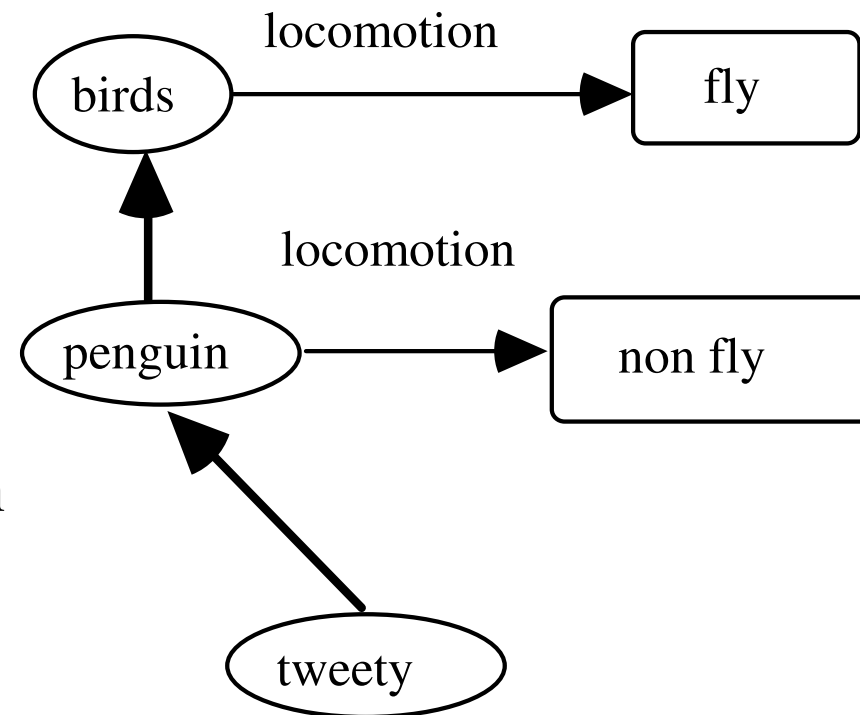 locomotion
birds
fly
locomotion
penguin
non fly
tweety